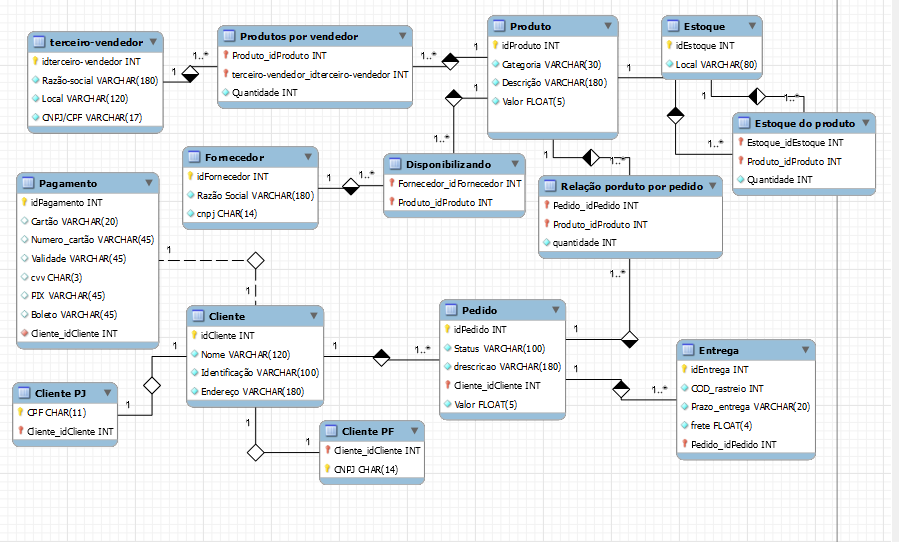 terceiro-vendedor
idterceiro-vendedor INT
Razão-social VARCHAR(180)
Local VARCHAR(120)
CNPJ/CPF VARCHAR(17)
1
1..*
Produtos por vendedor
Produto_idProduto INT
terceiro-vendedor_idterceiro-vendedor INT
Quantidade INT
1..*
1
Produto
idProduto INT
Categoria VARCHAR(30)
Descrição VARCHAR(180)
Valor FLOAT(5)
1
1
1..*
Estoque
idEstoque INT
Local VARCHAR(80)
1
1..*
Estoque do produto
Estoque_idEstoque INT
Produto_idProduto INT
Quantidade INT
1
1..*
Fornecedor
idFornecedor INT
Razão Social VARCHAR(180)
cnpj CHAR(14)
1
1..*
Disponibilizando
Fornecedor_idFornecedor INT
Produto_idProduto INT
1
1..*
Relação porduto por pedido
Pedido_idPedido INT
Produto_idProduto INT
quantidade INT
1..*
Pagamento
idPagamento INT
Cartão VARCHAR(20)
Numero_cartão VARCHAR(45)
Validade VARCHAR(45)
cvv CHAR(3)
PIX VARCHAR(45)
Boleto VARCHAR(45)
Cliente_idCliente INT
1
1
Cliente
idCliente INT
Nome VARCHAR(120)
Identificação VARCHAR(100)
Endereço VARCHAR(180)
1
1
1..*
Pedido
idPedido INT
Status VARCHAR(100)
drescricao VARCHAR(180)
Cliente_idCliente INT
Valor FLOAT(5)
1
1
1..*
Entrega
idEntrega INT
COD_rastreio INT
Prazo_entrega VARCHAR(20)
frete FLOAT(4)
Pedido_idPedido INT
Cliente PJ
CPF CHAR(11)
Cliente_idCliente INT
1
1
1
Cliente PF
Cliente_idCliente INT
CNPJ CHAR(14)